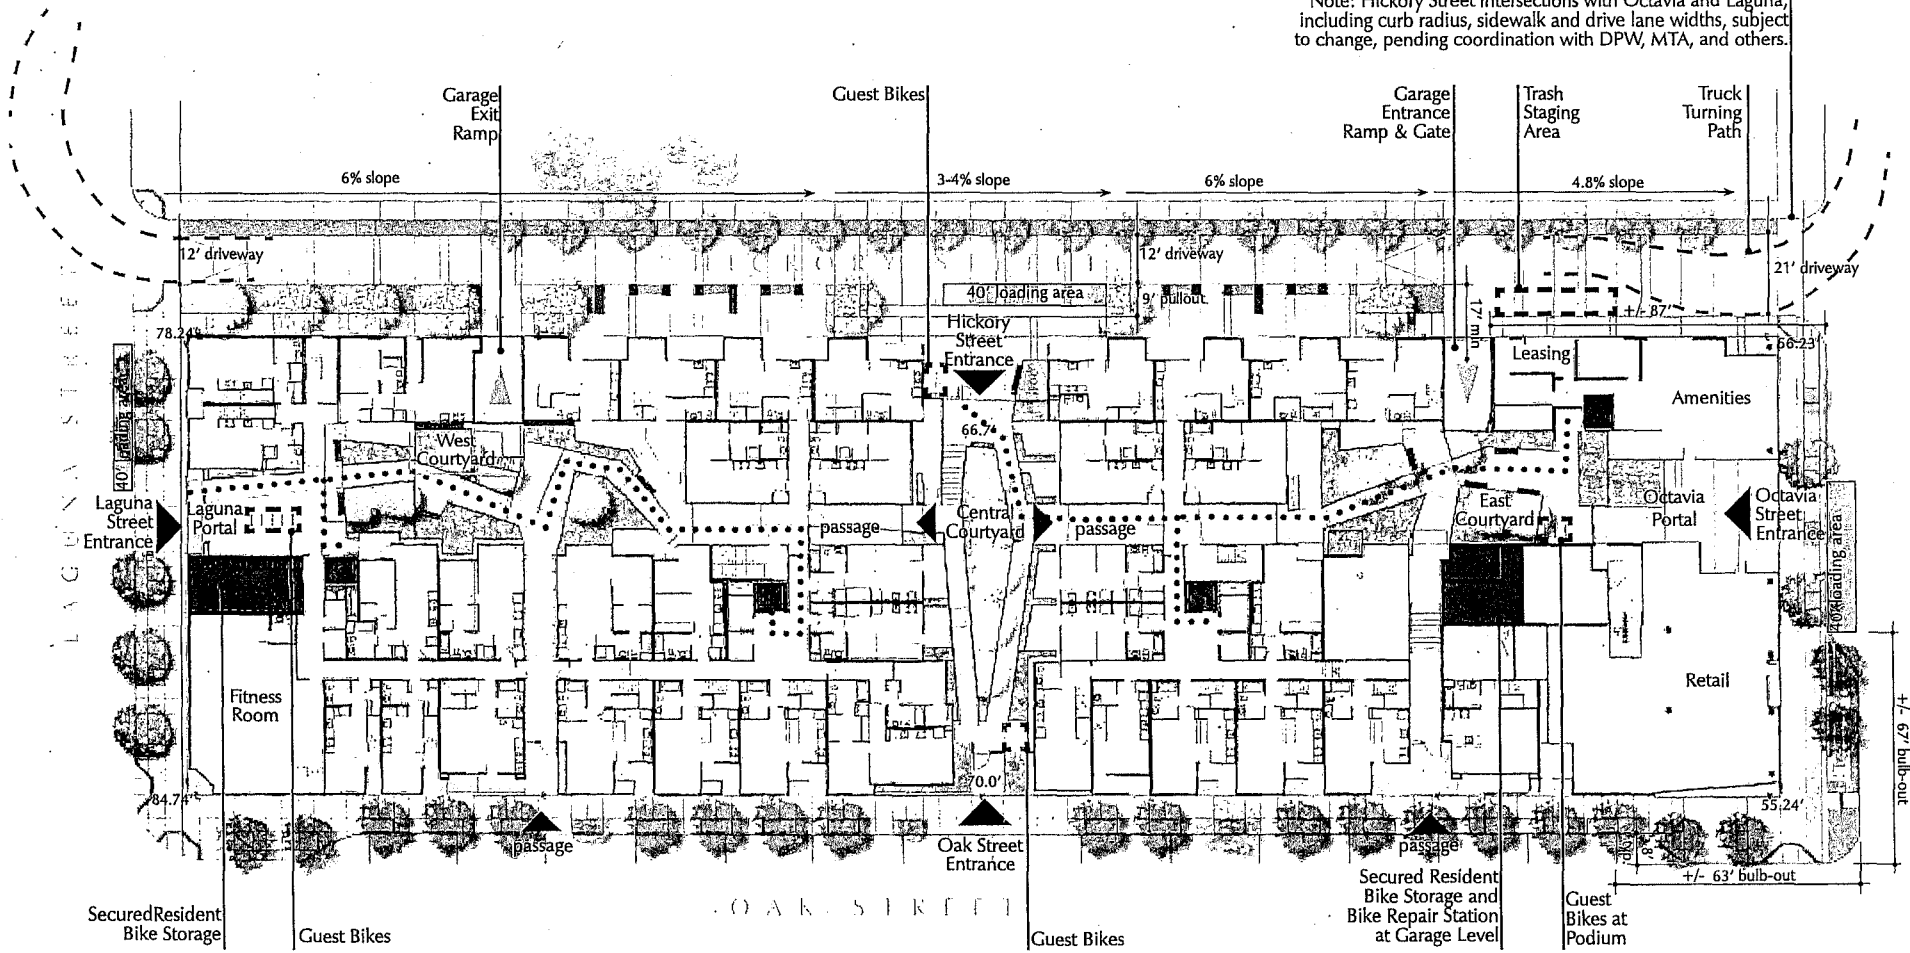 Note: Hickory Street intersections with Octavia and Laguna,
including curb radius, sidewalk and drive lane widths, subject
to change, pending coordination with DPW, MTA, and others.
Garage
Exit
Ramp
Guest Bikes
Garage
Entrance
Ramp & Gate
Trash
Staging
Area
Truck
Turning
Path
6% slope
3-4% slope
6% slope
4.8% slope
12' driveway
12' driveway
21' driveway
40' loading area
9' pullout
+/- 87'
17' min
78.24'
66.23'
Hickory
Street
Entrance
Leasing
Amenities
40' loading area
West
Courtyard
66.7'
LAGUNA STREET
Laguna
Street
Entrance
Laguna
Portal
passage
Central
Courtyard
passage
East
Courtyard
Octavia
Portal
Octavia
Street
Entrance
40' loading area
Fitness
Room
Retail
+/- 67' bulb-out
84.74'
70.0'
55.24'
passage
Oak Street
Entrance
passage
+/- 63' bulb-out
OAK STREET
Secured Resident
Bike Storage
Guest Bikes
Guest Bikes
Secured Resident
Bike Storage and
Bike Repair Station
at Garage Level
Guest
Bikes at
Podium